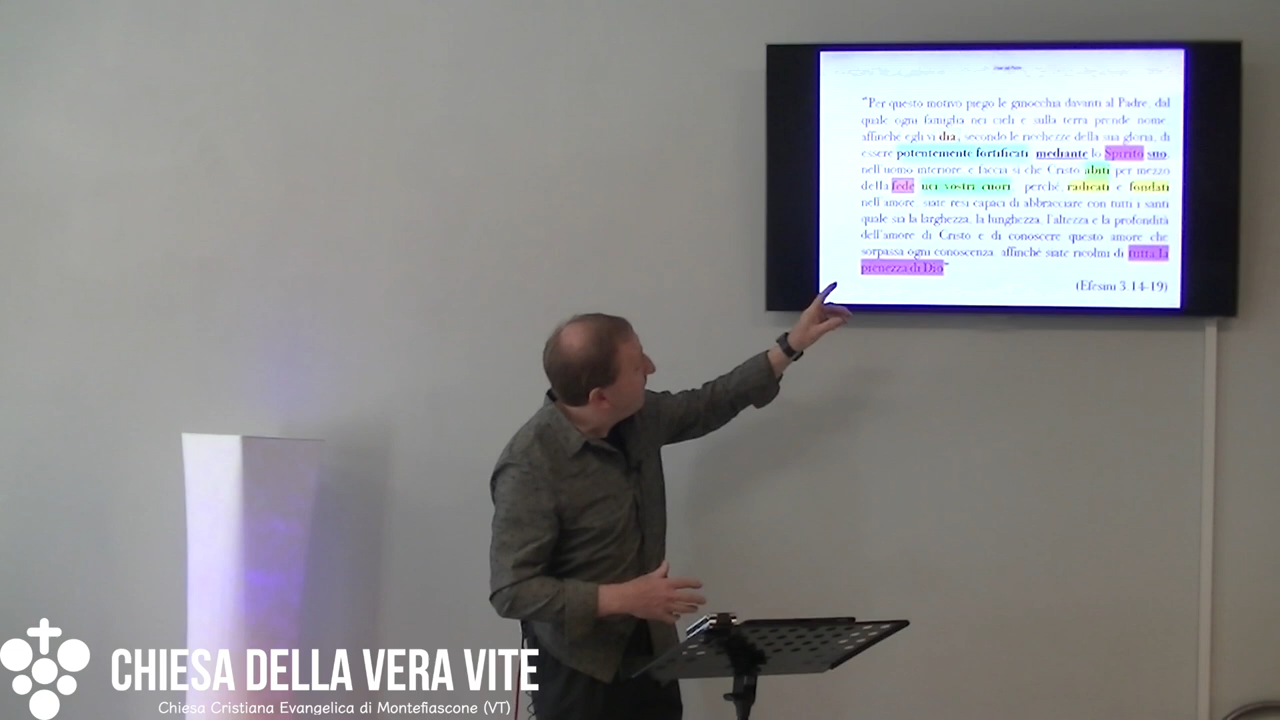 "Per questo motivo piego le ginocchia davanti al Padre, dal
quale ogni famiglia nei cieli e sulla terra prende nome,
affinché egli vi dia, secondo le ricchezze della sua gloria, di
essere potentemente fortificati mediante lo Spirito suo,
nell'uomo interiore, e faccia sì che Cristo abiti per mezzo
della fede nei vostri cuori, perché, radicati e fondati
nell'amore, siate resi capaci di abbracciare con tutti i santi
quale sia la larghezza, la lunghezza, l'altezza e la profondità
dell'amore di Cristo e di conoscere questo amore che
sorpassa ogni conoscenza, affinché siate ricolmi di tutta la
pienezza di Dio"
(Efesini 3.14-19)
CHIESA DELLA VERA VITE
Chiesa Cristiana Evangelica di Montefiascone (VT)